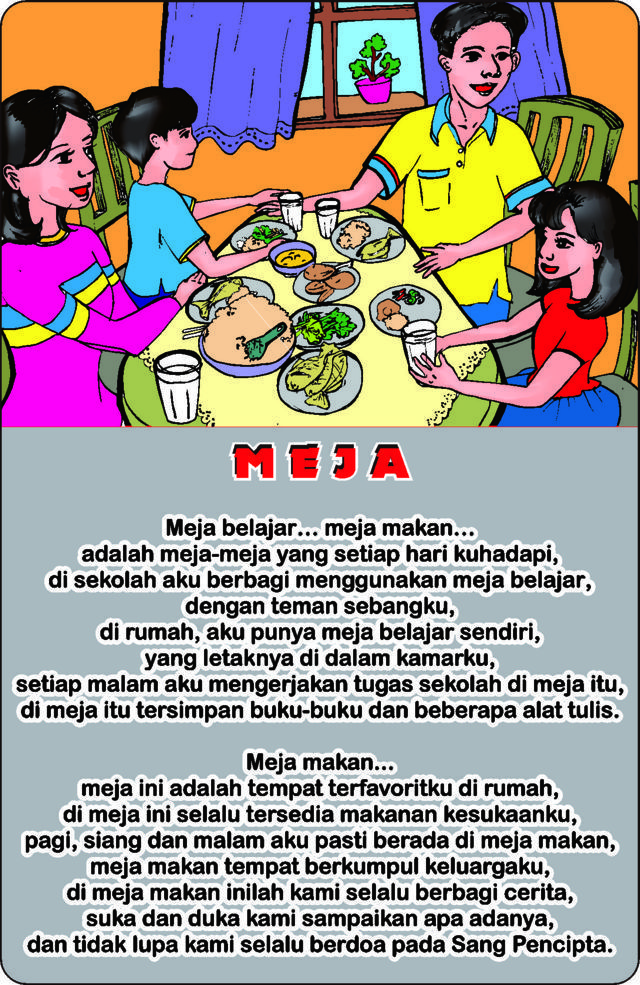 MEJA
Meja belajar... meja makan...
adalah meja-meja yang setiap hari kuhadapi,
di sekolah aku berbagi menggunakan meja belajar,
dengan teman sebangku,
di rumah, aku punya meja belajar sendiri,
yang letaknya di dalam kamarku,
setiap malam aku mengerjakan tugas sekolah di meja itu,
di meja itu tersimpan buku-buku dan beberapa alat tulis.
Meja makan...
meja ini adalah tempat terfavoritku di rumah,
di meja ini selalu tersedia makanan kesukaanku,
pagi, siang dan malam aku pasti berada di meja makan,
meja makan tempat berkumpul keluargaku,
di meja makan inilah kami selalu berbagi cerita,
suka dan duka kami sampaikan apa adanya,
dan tidak lupa kami selalu berdoa pada Sang Pencipta.